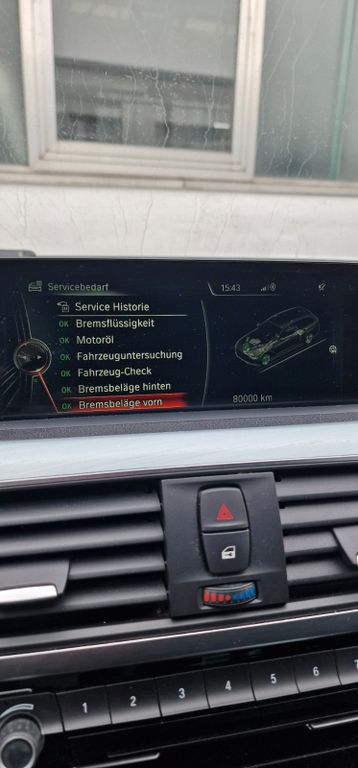 Servicebedarf 15:43
Service Historie
OK Bremsflüssigkeit
OK Motoröl
OK Fahrzeuguntersuchung
OK Fahrzeug-Check
OK Bremsbeläge hinten
OK Bremsbeläge vorn
80000 km
1 2 3 4 5 6 7